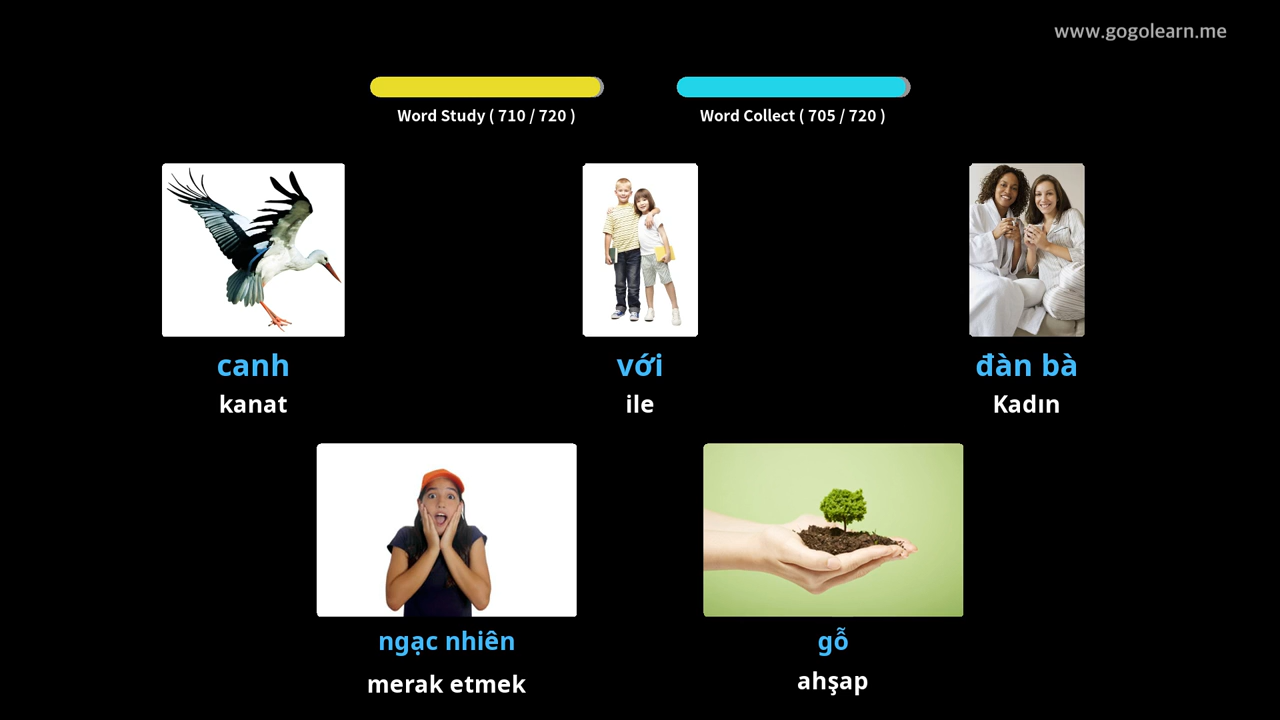 www.gogolearn.me
Word Study ( 710 / 720 )
Word Collect ( 705 / 720 )
canh
kanat
với
ile
đàn bà
Kadın
ngạc nhiên
merak etmek
gỗ
ahşap